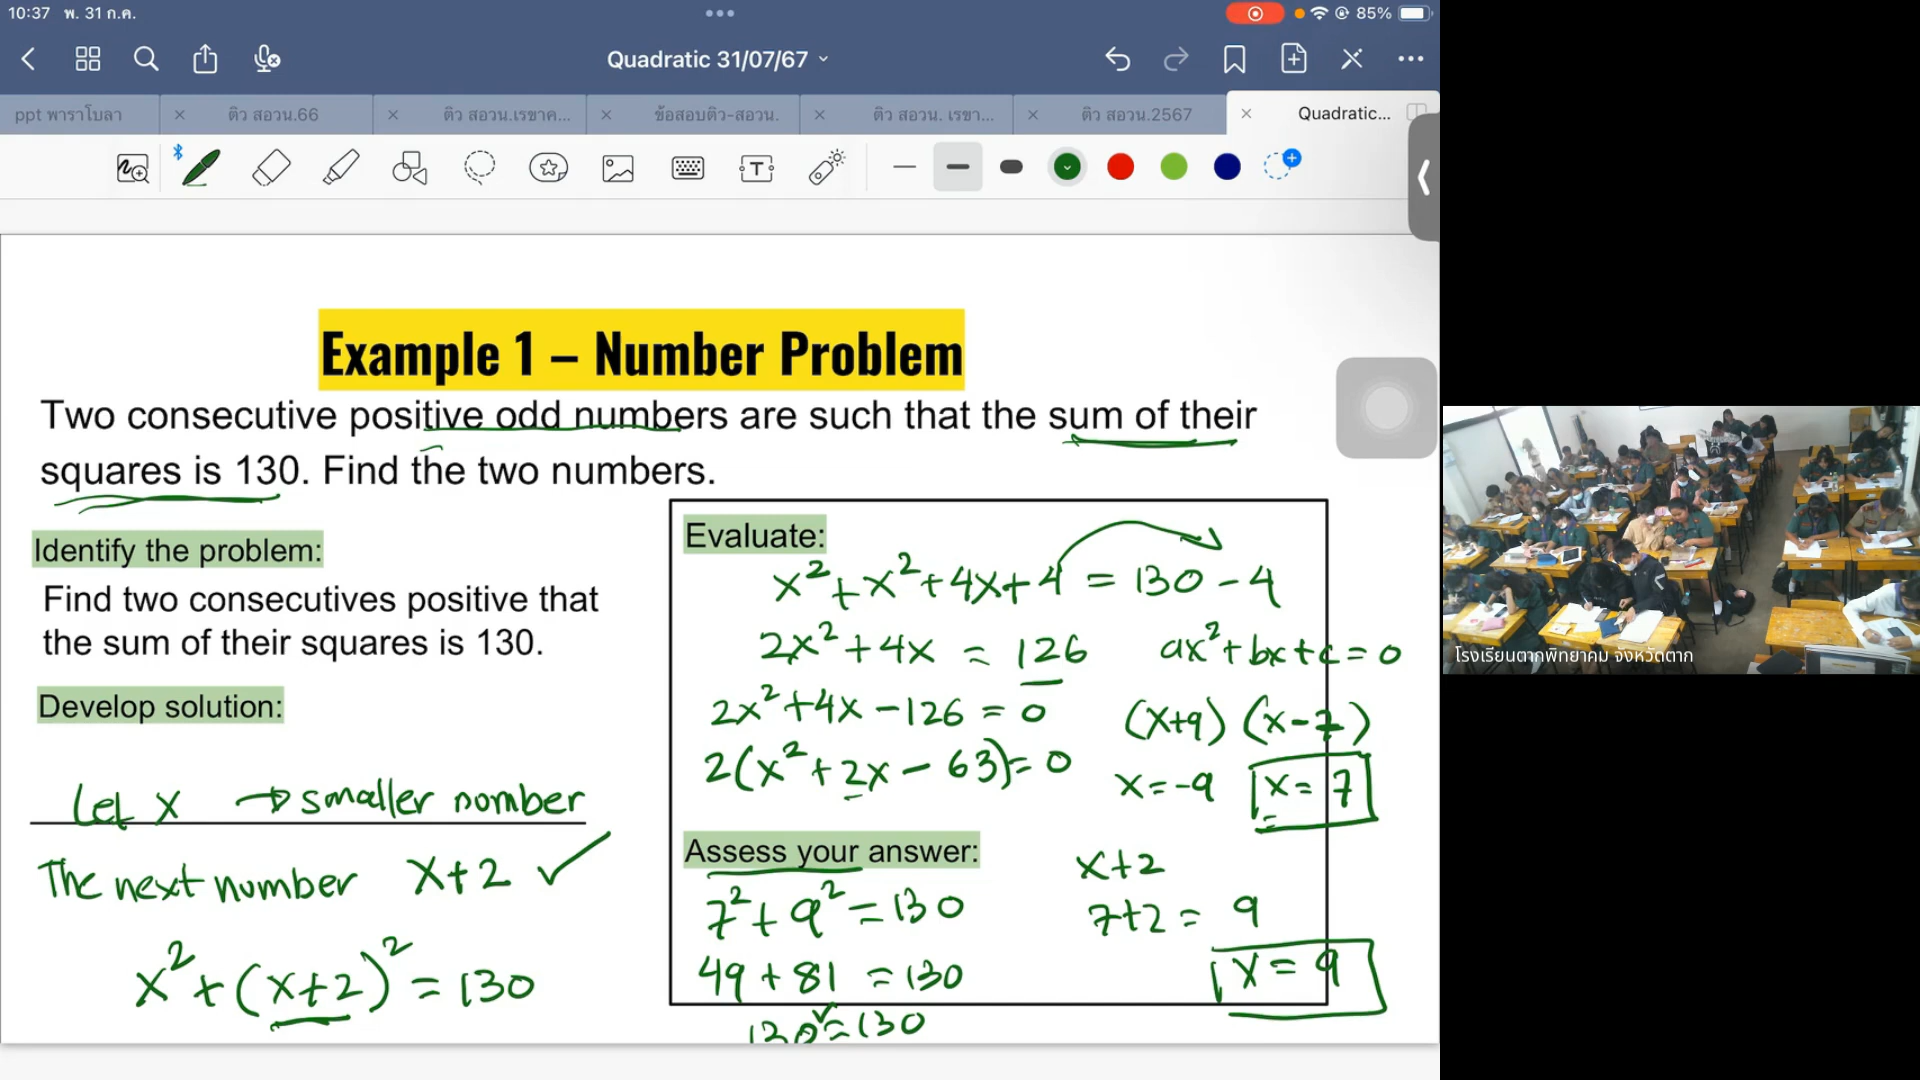 10:37 พ. 31 ก.ค.
85%
Quadratic 31/07/67
ppt พาราโบลา
ติว สอวน.66
ติว สอวน.เรขาค...
ข้อสอบติว-สอวน.
ติว สอวน. เรขา...
ติว สอวน.2567
Quadratic...
Example 1 – Number Problem
Two consecutive positive odd numbers are such that the sum of their
squares is 130. Find the two numbers.
Identify the problem:
Find two consecutives positive that
the sum of their squares is 130.
Develop solution:
Let x → smaller number
The next number x+2 ✓
x² + (x+2)² = 130
Evaluate:
x² + x² + 4x + 4 = 130 - 4
2x² + 4x = 126
2x² + 4x - 126 = 0
2(x² + 2x - 63) = 0
ax² + bx + c = 0
(x+9) (x-7)
x = -9 x = 7
Assess your answer:
7² + 9² = 130
49 + 81 = 130
130 = 130
x+2
7+2 = 9
x = 9
โรงเรียนตากพิทยาคม จังหวัดตาก